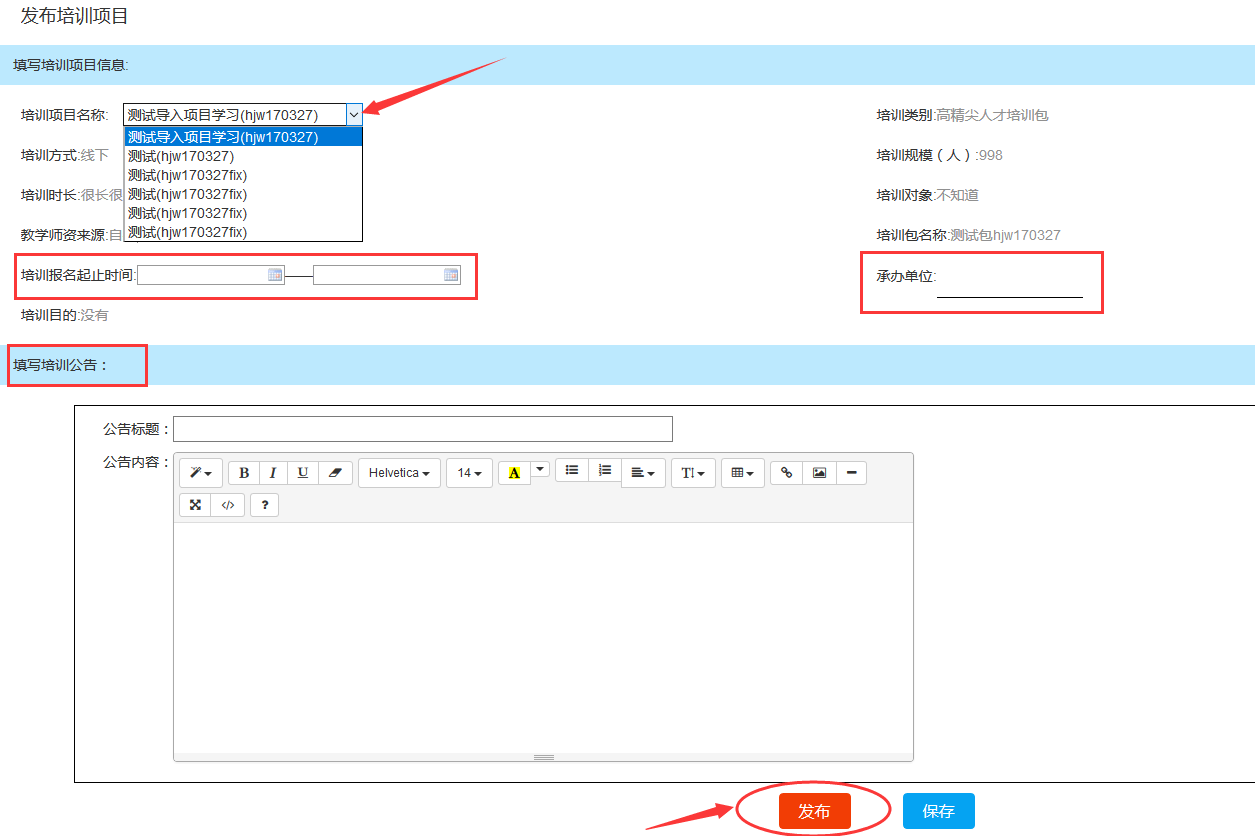 发布培训项目
填写培训项目信息:
培训项目名称: 测试导入项目学习(hjw170327) 培训类别:高精尖人才培训包
测试导入项目学习(hjw170327)
培训方式:线下 测试(hjw170327) 培训规模（人）:998
测试(hjw170327fix)
培训时长:很长很 测试(hjw170327fix) 培训对象:不知道
测试(hjw170327fix)
教学师资来源:自 测试(hjw170327fix) 培训包名称:测试包hjw170327
培训报名起止时间: 承办单位:
培训目的:没有
填写培训公告：
公告标题：
公告内容：
B I U Helvetica 14 A T
</> ?
发布 保存